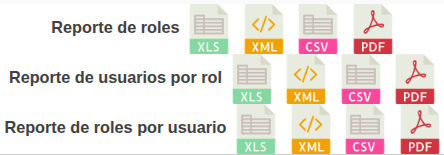 Reporte de roles XLS XML CSV PDF
Reporte de usuarios por rol XLS XML CSV PDF
Reporte de roles por usuario XLS XML CSV PDF